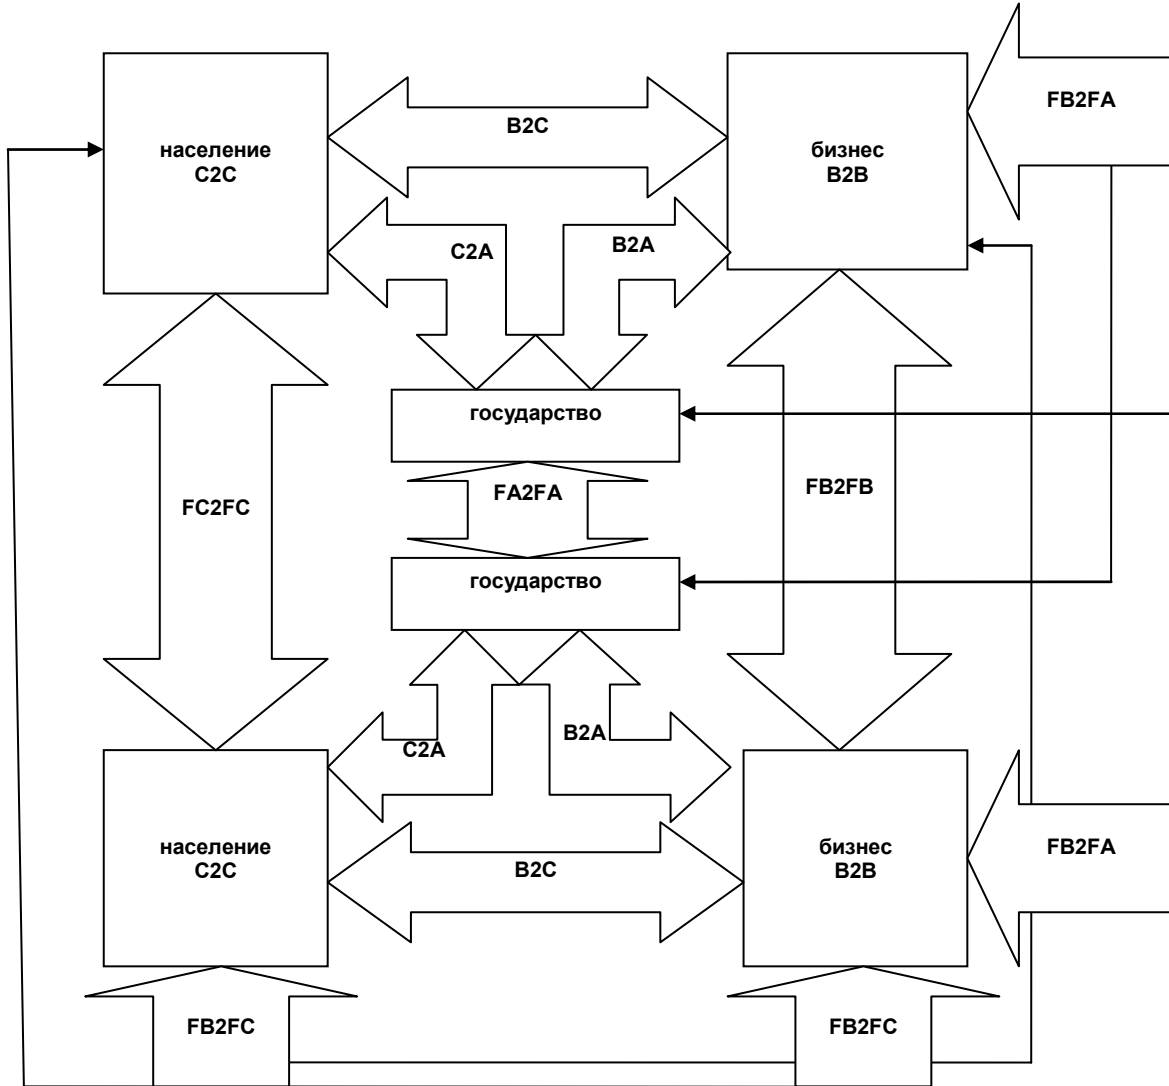 FB2FA
B2C
население
C2C
бизнес
B2B
C2A
B2A
государство
FC2FC
FA2FA
FB2FB
государство
C2A
B2A
население
C2C
B2C
бизнес
B2B
FB2FA
FB2FC
FB2FC